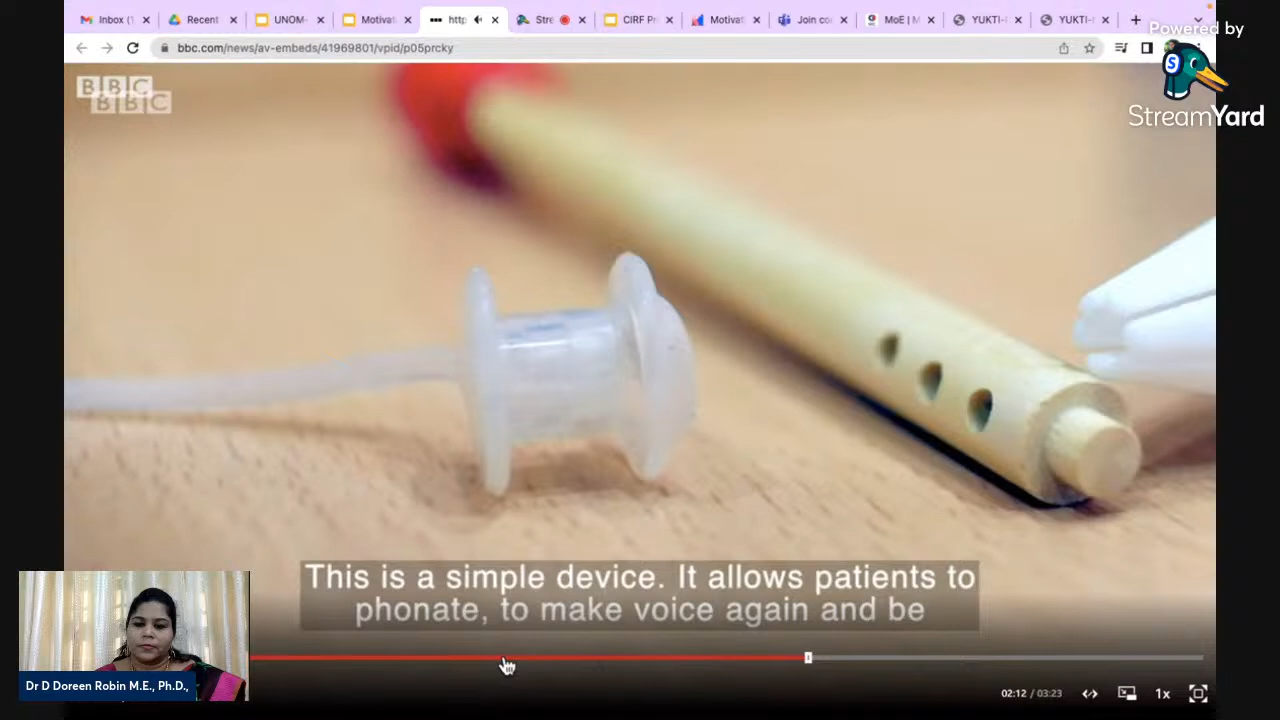 Inbox (1
Recent
UNOM-
Motivat
http
Stre
CIRF Pr
Motivat
Join co
MoE | M
YUKTI-
YUKTI-
Powered by
bbc.com/news/av-embeds/41969801/vpid/p05prcky
BBC
BBC
S
StreamYard
This is a simple device. It allows patients to
phonate, to make voice again and be
Dr D Doreen Robin M.E., Ph.D.,
02:12 / 03:23
1x